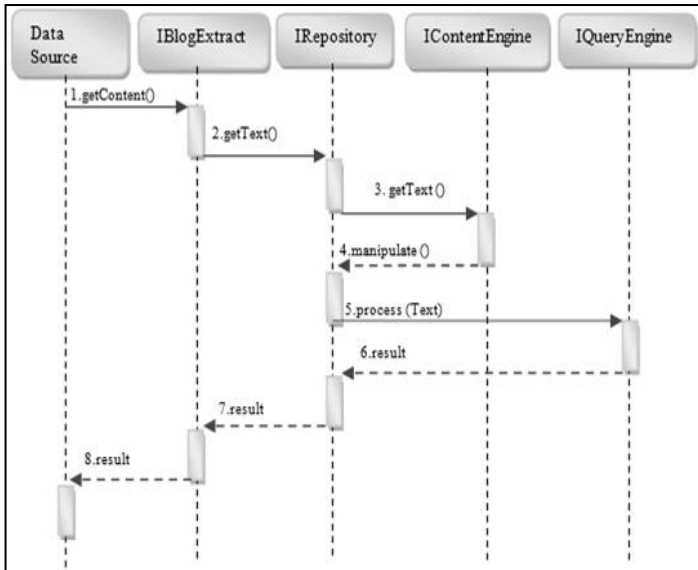 Data
Source
IBlogExtract
IRepository
IContentEngine
IQueryEngine
1.getContent()
2.getText()
3. getText ()
4.manipulate ()
5.process (Text)
6.result
7.result
8.result